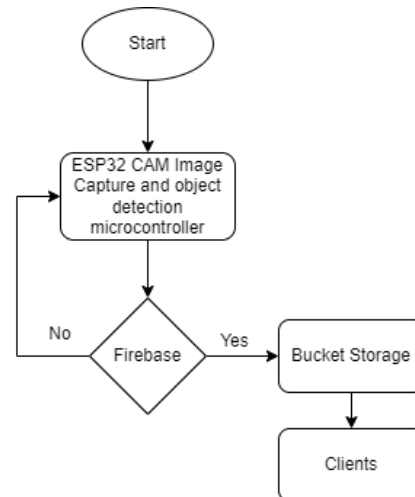 Start
ESP32 CAM Image
Capture and object
detection
microcontroller
No
Firebase
Yes
Bucket Storage
Clients